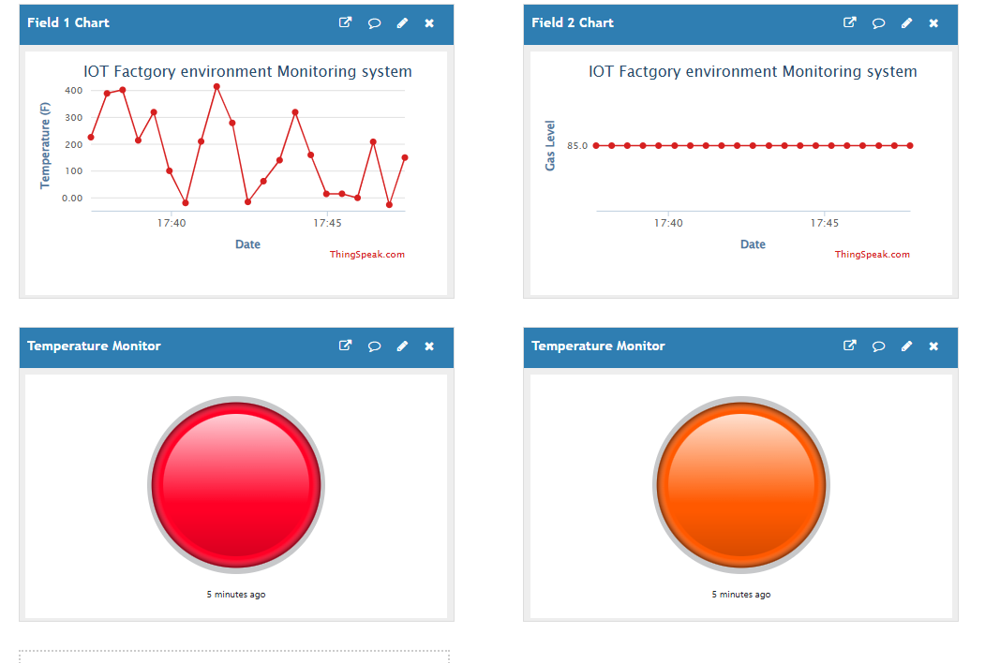 Field 1 Chart
IOT Factgory environment Monitoring system
Temperature (F)
400
300
200
100
0.00
17:40
17:45
Date
ThingSpeak.com
Field 2 Chart
IOT Factgory environment Monitoring system
Gas Level
85.0
17:40
17:45
Date
ThingSpeak.com
Temperature Monitor
5 minutes ago
Temperature Monitor
5 minutes ago